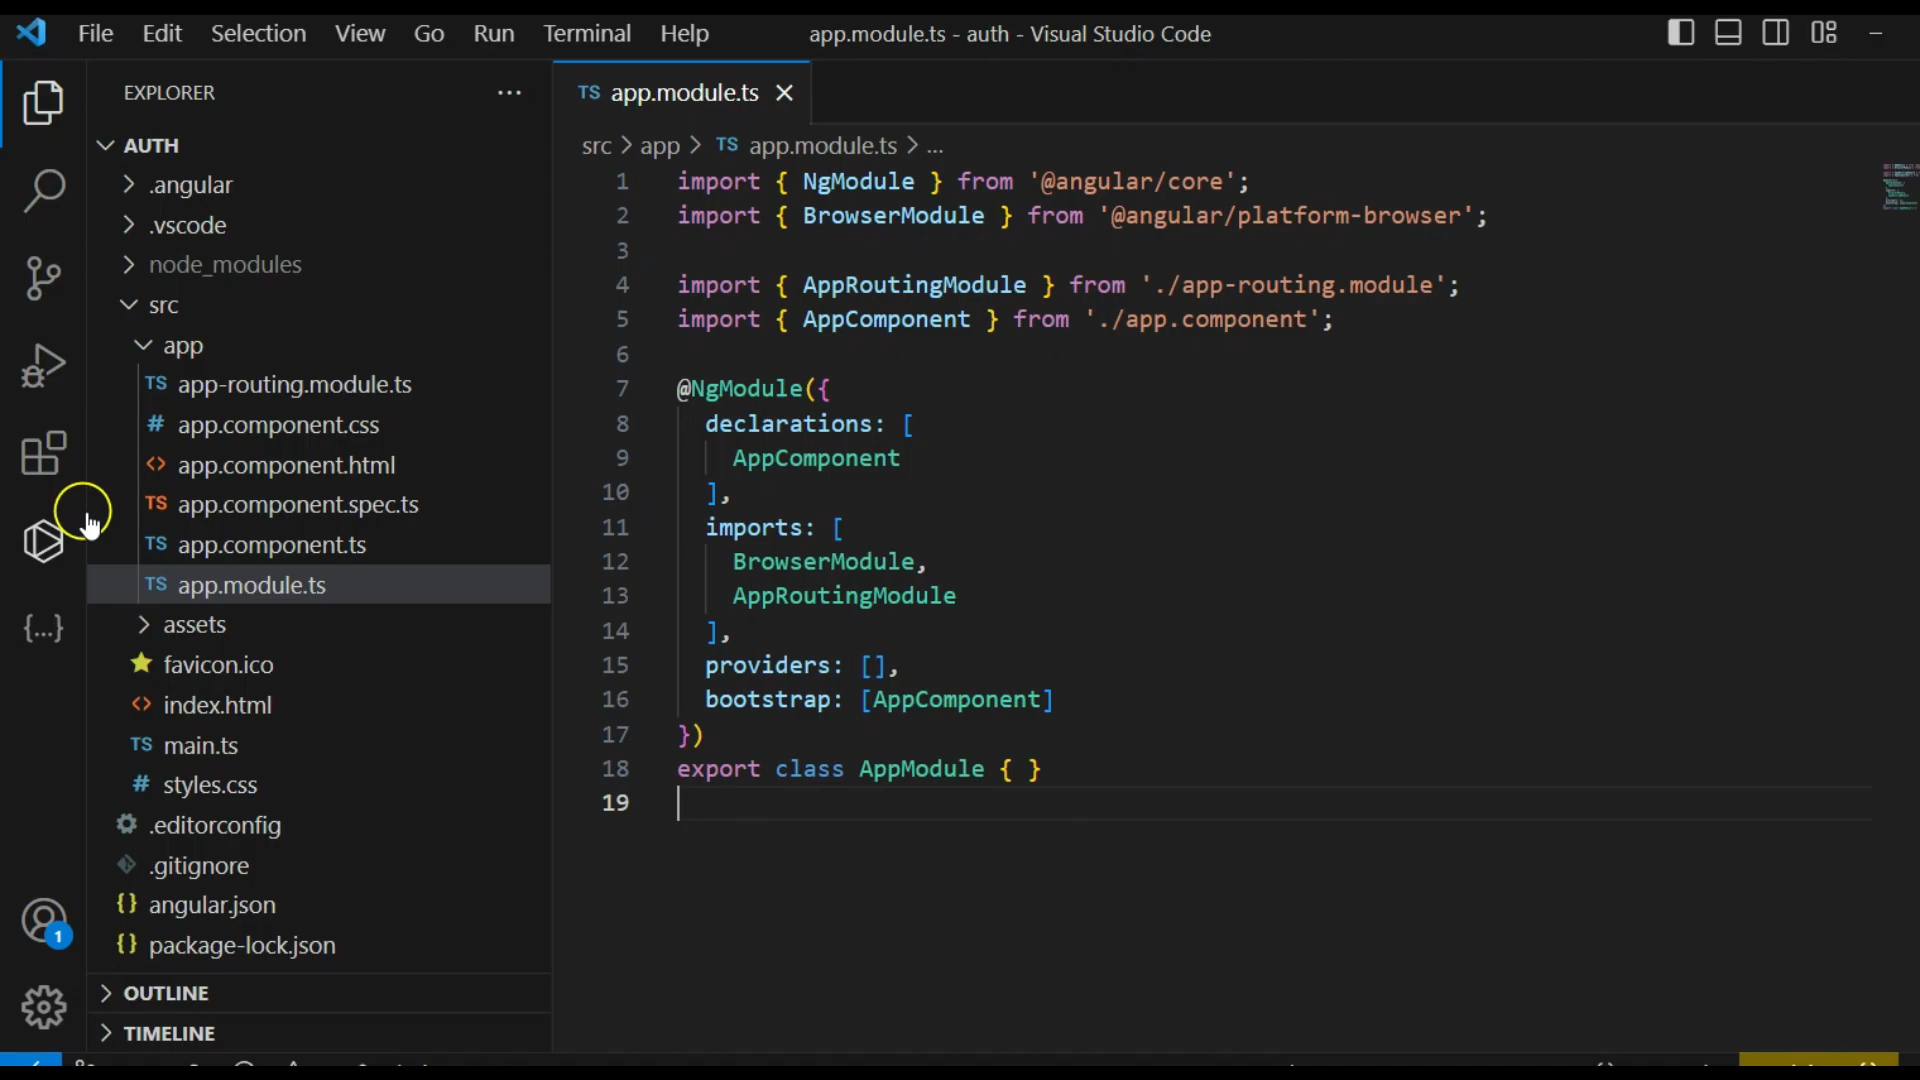 File Edit Selection View Go Run Terminal Help app.module.ts - auth - Visual Studio Code
EXPLORER
AUTH
.angular
.vscode
node_modules
src
app
TS app-routing.module.ts
# app.component.css
<> app.component.html
TS app.component.spec.ts
TS app.component.ts
TS app.module.ts
assets
favicon.ico
<> index.html
TS main.ts
# styles.css
.editorconfig
.gitignore
{} angular.json
{} package-lock.json
OUTLINE
TIMELINE
{...}
1
TS app.module.ts
src > app > TS app.module.ts > ...
1 import { NgModule } from '@angular/core';
2 import { BrowserModule } from '@angular/platform-browser';
3
4 import { AppRoutingModule } from './app-routing.module';
5 import { AppComponent } from './app.component';
6
7 @NgModule({
8 declarations: [
9 AppComponent
10 ],
11 imports: [
12 BrowserModule,
13 AppRoutingModule
14 ],
15 providers: [],
16 bootstrap: [AppComponent]
17 })
18 export class AppModule { }
19